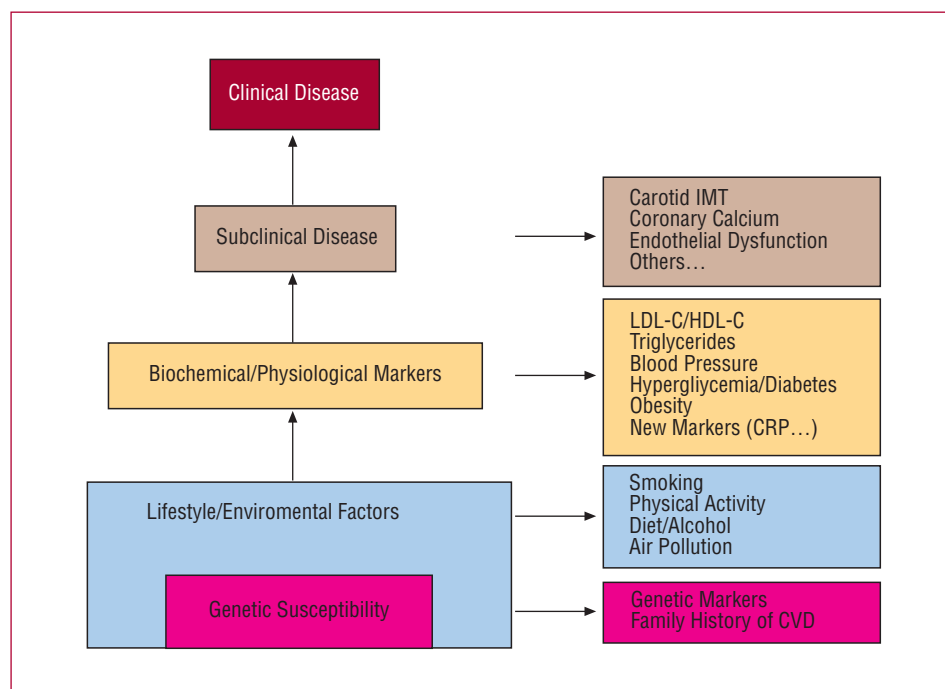 Clinical Disease
Subclinical Disease
Carotid IMT
Coronary Calcium
Endothelial Dysfunction
Others…
Biochemical/Physiological Markers
LDL-C/HDL-C
Triglycerides
Blood Pressure
Hypergliycemia/Diabetes
Obesity
New Markers (CRP…)
Lifestyle/Enviromental Factors
Smoking
Physical Activity
Diet/Alcohol
Air Pollution
Genetic Susceptibility
Genetic Markers
Family History of CVD